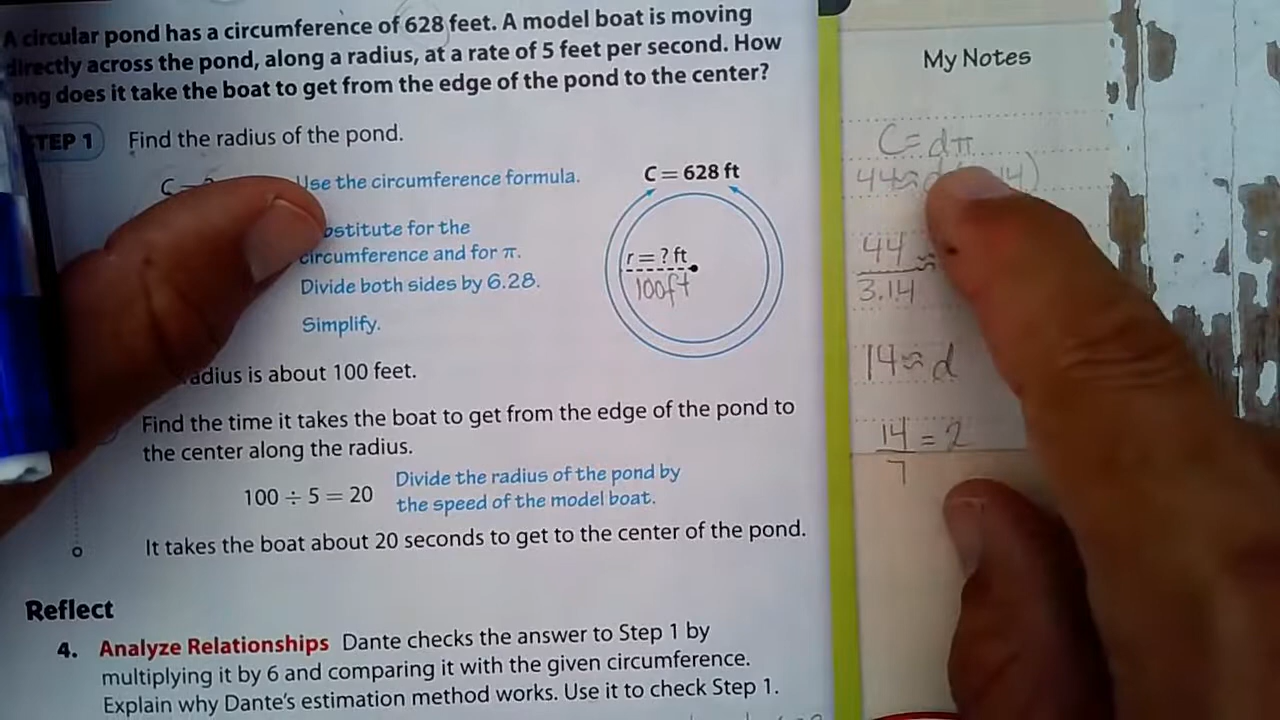 A circular pond has a circumference of 628 feet. A model boat is moving
directly across the pond, along a radius, at a rate of 5 feet per second. How
long does it take the boat to get from the edge of the pond to the center?
STEP 1 Find the radius of the pond.
C = Use the circumference formula.
circumference and for π.
Divide both sides by 6.28.
Simplify.
C = 628 ft
r = ? ft
100ft
radius is about 100 feet.
Find the time it takes the boat to get from the edge of the pond to
the center along the radius.
100 ÷ 5 = 20 Divide the radius of the pond by
the speed of the model boat.
It takes the boat about 20 seconds to get to the center of the pond.
Reflect
4. Analyze Relationships Dante checks the answer to Step 1 by
multiplying it by 6 and comparing it with the given circumference.
Explain why Dante's estimation method works. Use it to check Step 1.
My Notes
C = dπ
44 ≈ d
44 ≈
3.14
14 ≈ d
14 = 2
7